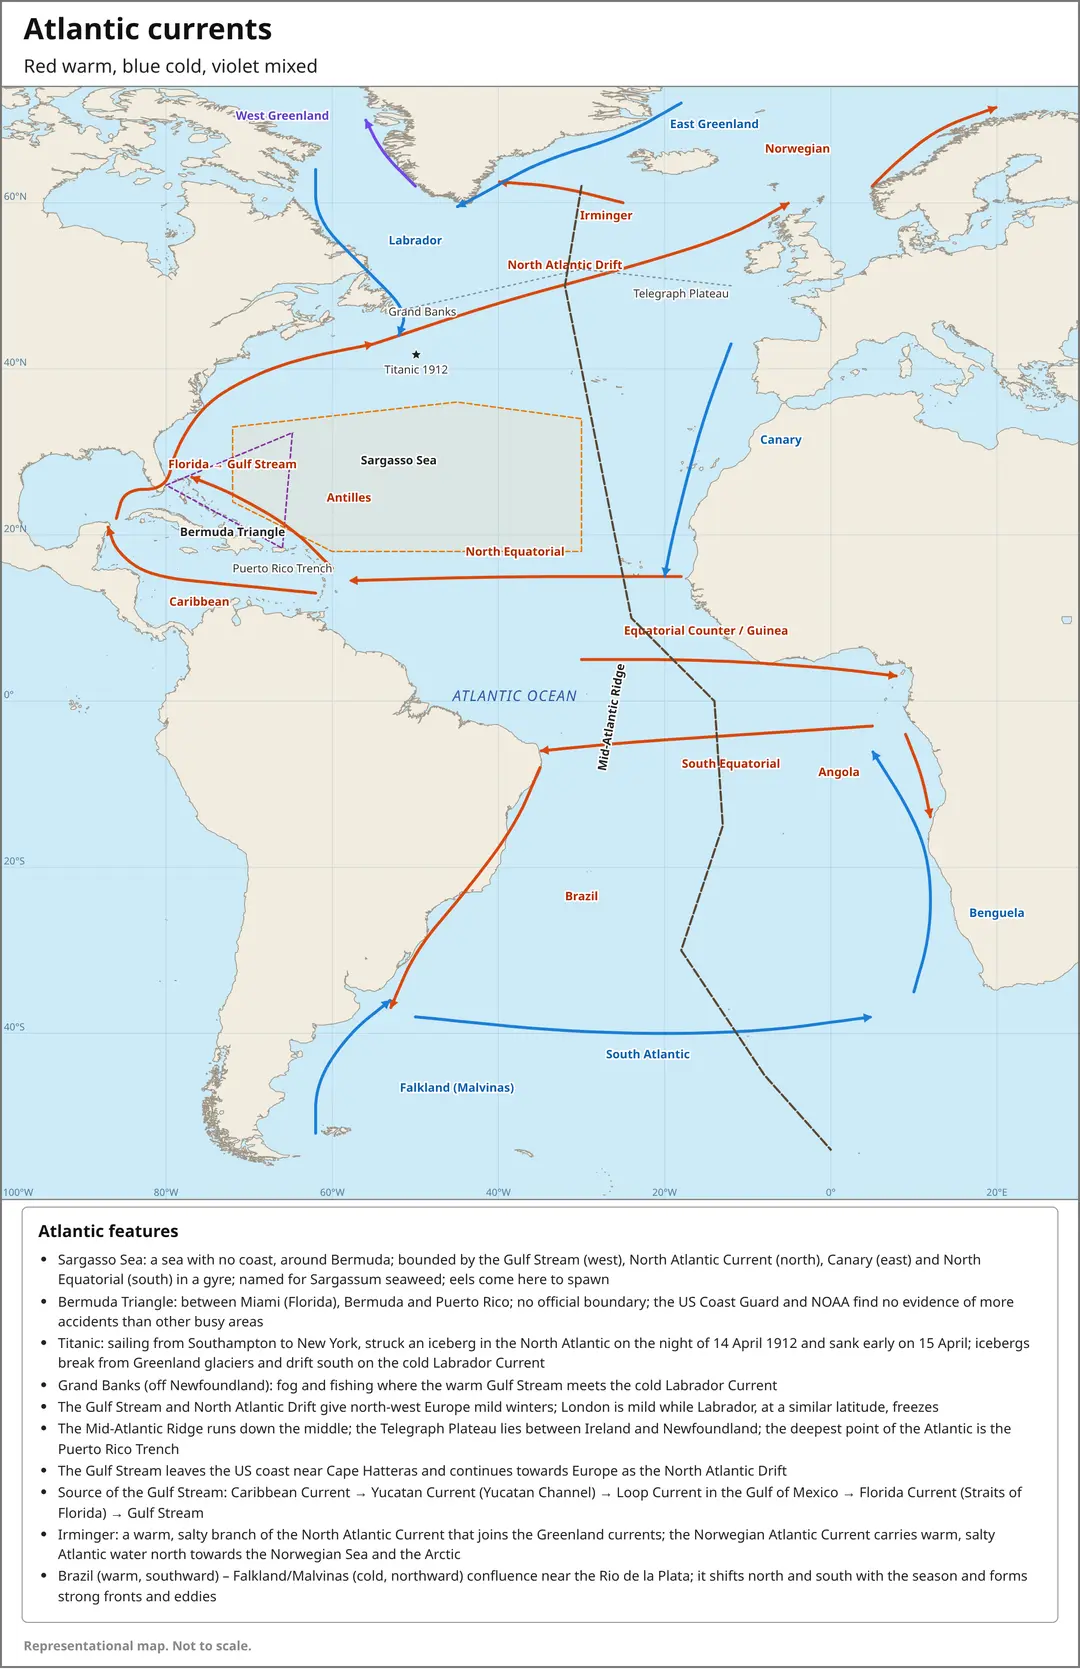 Atlantic currents
Red warm, blue cold, violet mixed
West Greenland
East Greenland
Norwegian
60°N
Irminger
Labrador
North Atlantic Drift
Telegraph Plateau
Grand Banks
40°N
Titanic 1912
Canary
Sargasso Sea
Florida → Gulf Stream
Antilles
20°N
Bermuda Triangle
North Equatorial
Puerto Rico Trench
Caribbean
Equatorial Counter / Guinea
0°
ATLANTIC OCEAN
Mid-Atlantic Ridge
South Equatorial
Angola
20°S
Brazil
Benguela
40°S
South Atlantic
Falkland (Malvinas)
100°W
80°W
60°W
40°W
20°W
0°
20°E
Atlantic features
• Sargasso Sea: a sea with no coast, around Bermuda; bounded by the Gulf Stream (west), North Atlantic Current (north), Canary (east) and North
Equatorial (south) in a gyre; named for Sargassum seaweed; eels come here to spawn
• Bermuda Triangle: between Miami (Florida), Bermuda and Puerto Rico; no official boundary; the US Coast Guard and NOAA find no evidence of more
accidents than other busy areas
• Titanic: sailing from Southampton to New York, struck an iceberg in the North Atlantic on the night of 14 April 1912 and sank early on 15 April; icebergs
break from Greenland glaciers and drift south on the cold Labrador Current
• Grand Banks (off Newfoundland): fog and fishing where the warm Gulf Stream meets the cold Labrador Current
• The Gulf Stream and North Atlantic Drift give north-west Europe mild winters; London is mild while Labrador, at a similar latitude, freezes
• The Mid-Atlantic Ridge runs down the middle; the Telegraph Plateau lies between Ireland and Newfoundland; the deepest point of the Atlantic is the
Puerto Rico Trench
• The Gulf Stream leaves the US coast near Cape Hatteras and continues towards Europe as the North Atlantic Drift
• Source of the Gulf Stream: Caribbean Current → Yucatan Current (Yucatan Channel) → Loop Current in the Gulf of Mexico → Florida Current (Straits of
Florida) → Gulf Stream
• Irminger: a warm, salty branch of the North Atlantic Current that joins the Greenland currents; the Norwegian Atlantic Current carries warm, salty
Atlantic water north towards the Norwegian Sea and the Arctic
• Brazil (warm, southward) – Falkland/Malvinas (cold, northward) confluence near the Rio de la Plata; it shifts north and south with the season and forms
strong fronts and eddies
Representational map. Not to scale.